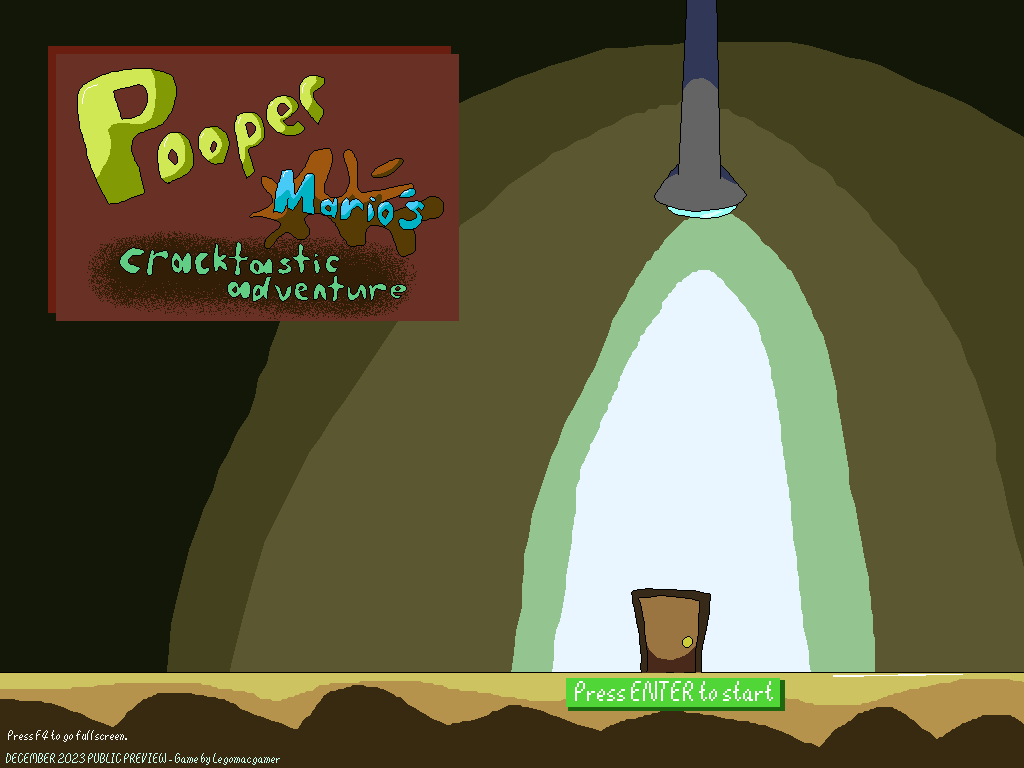 Pooper
Mario's
cracktastic
adventure
Press ENTER to start
Press F4 to go fullscreen.
DECEMBER 2023 PUBLIC PREVIEW - Game by Legomacgamer